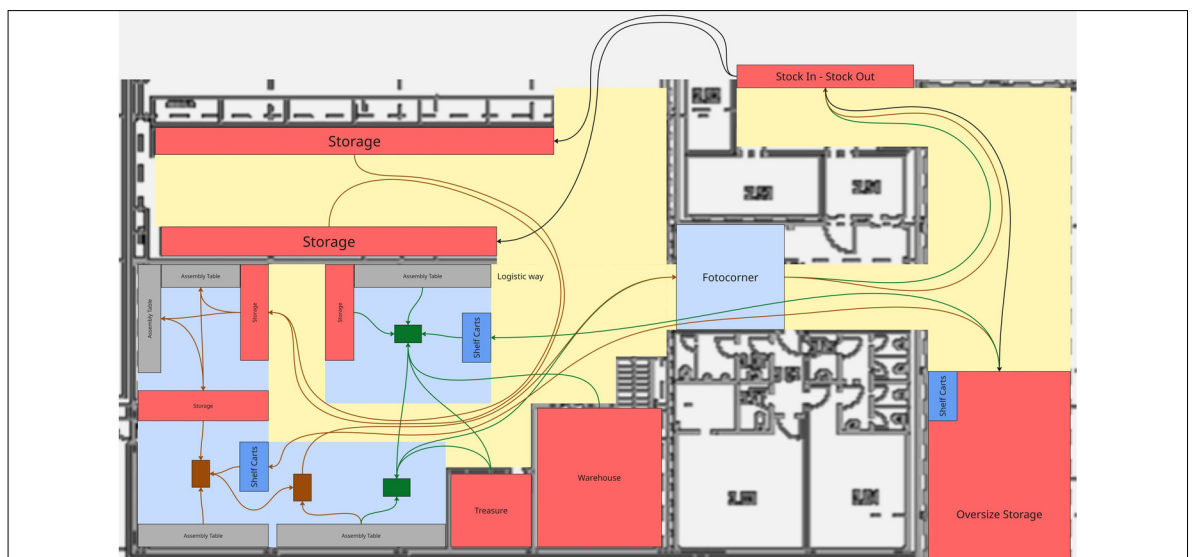 Stock In - Stock Out
Storage
Storage
Assembly Table
Assembly Table
Logistic way
Assembly Table
Storage
Storage
Fotocorner
Shelf Carts
Storage
Shelf Carts
Shelf Carts
Warehouse
Treasure
Oversize Storage
Assembly Table
Assembly Table